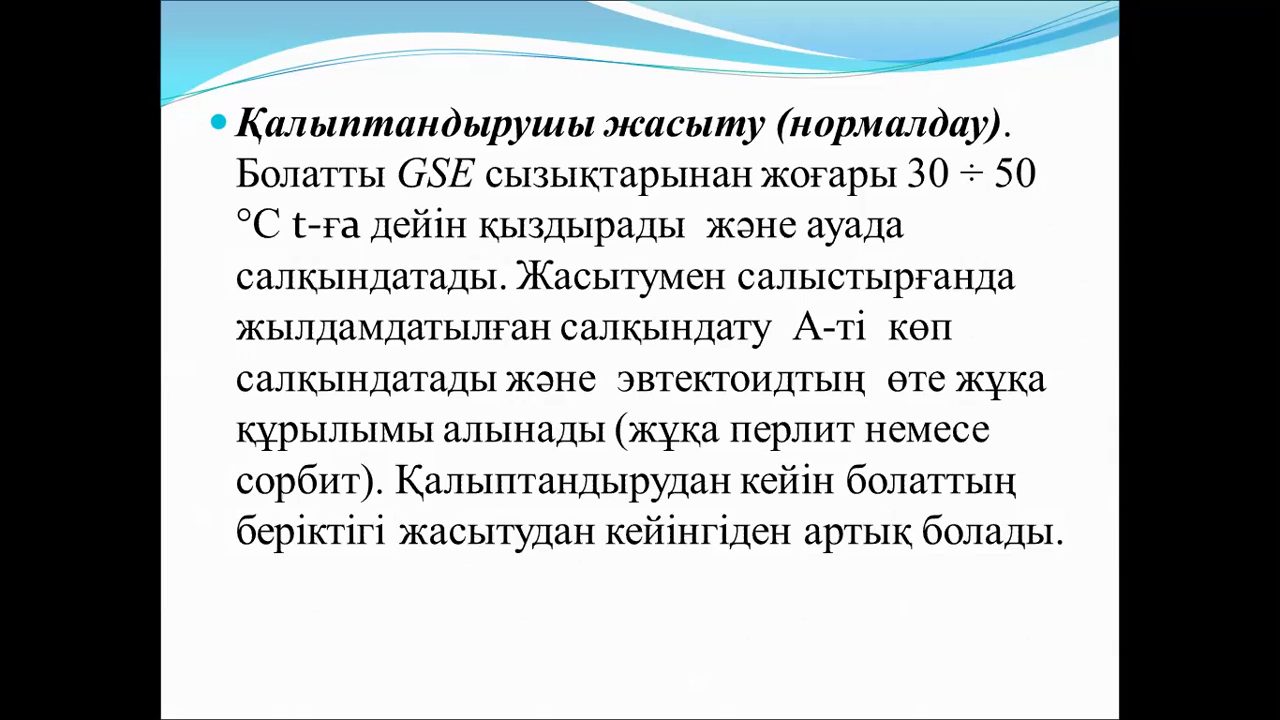 Қалыптандырушы жасыту (нормалдау).
Болатты GSE сызықтарынан жоғары 30 ÷ 50
°С t-ға дейін қыздырады және ауада
салқындатады. Жасытумен салыстырғанда
жылдамдатылған салқындату А-ті көп
салқындатады және эвтектоидтың өте жұқа
құрылымы алынады (жұқа перлит немесе
сорбит). Қалыптандырудан кейін болаттың
беріктігі жасытудан кейінгіден артық болады.